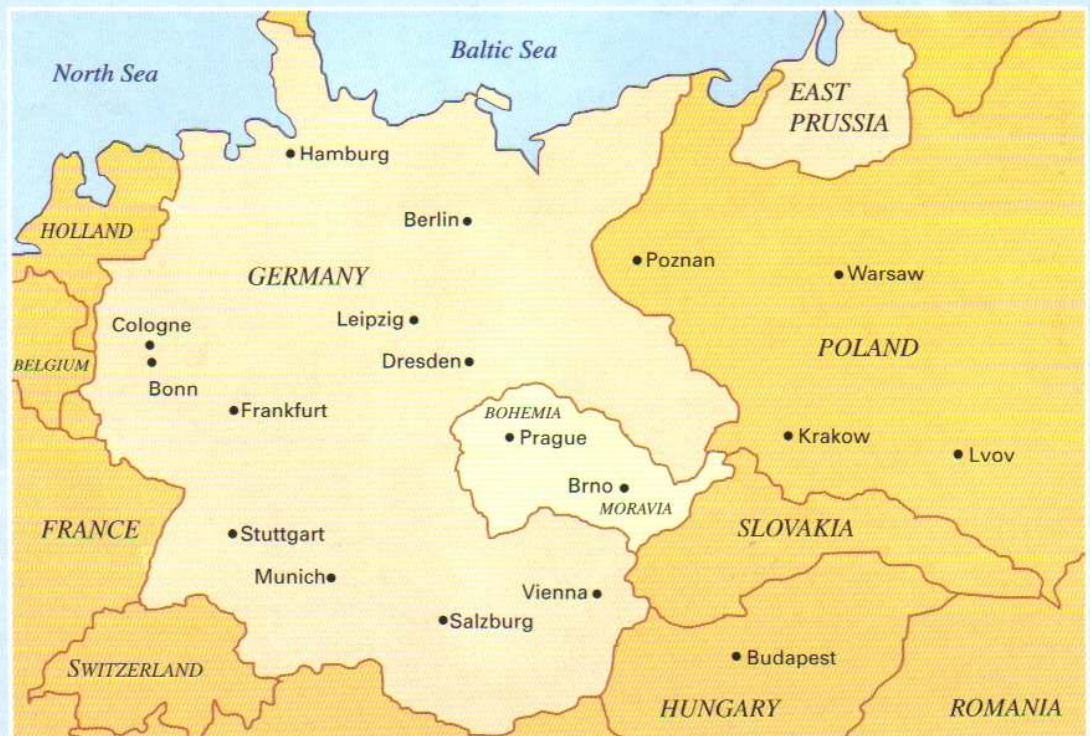 North Sea
Baltic Sea
EAST
PRUSSIA
Hamburg
Berlin
HOLLAND
GERMANY
Poznan
Warsaw
Cologne
Leipzig
POLAND
BELGIUM
Dresden
Bonn
Frankfurt
BOHEMIA
Prague
Krakow
Lvov
Brno
MORAVIA
FRANCE
Stuttgart
SLOVAKIA
Munich
Vienna
Salzburg
SWITZERLAND
Budapest
HUNGARY
ROMANIA